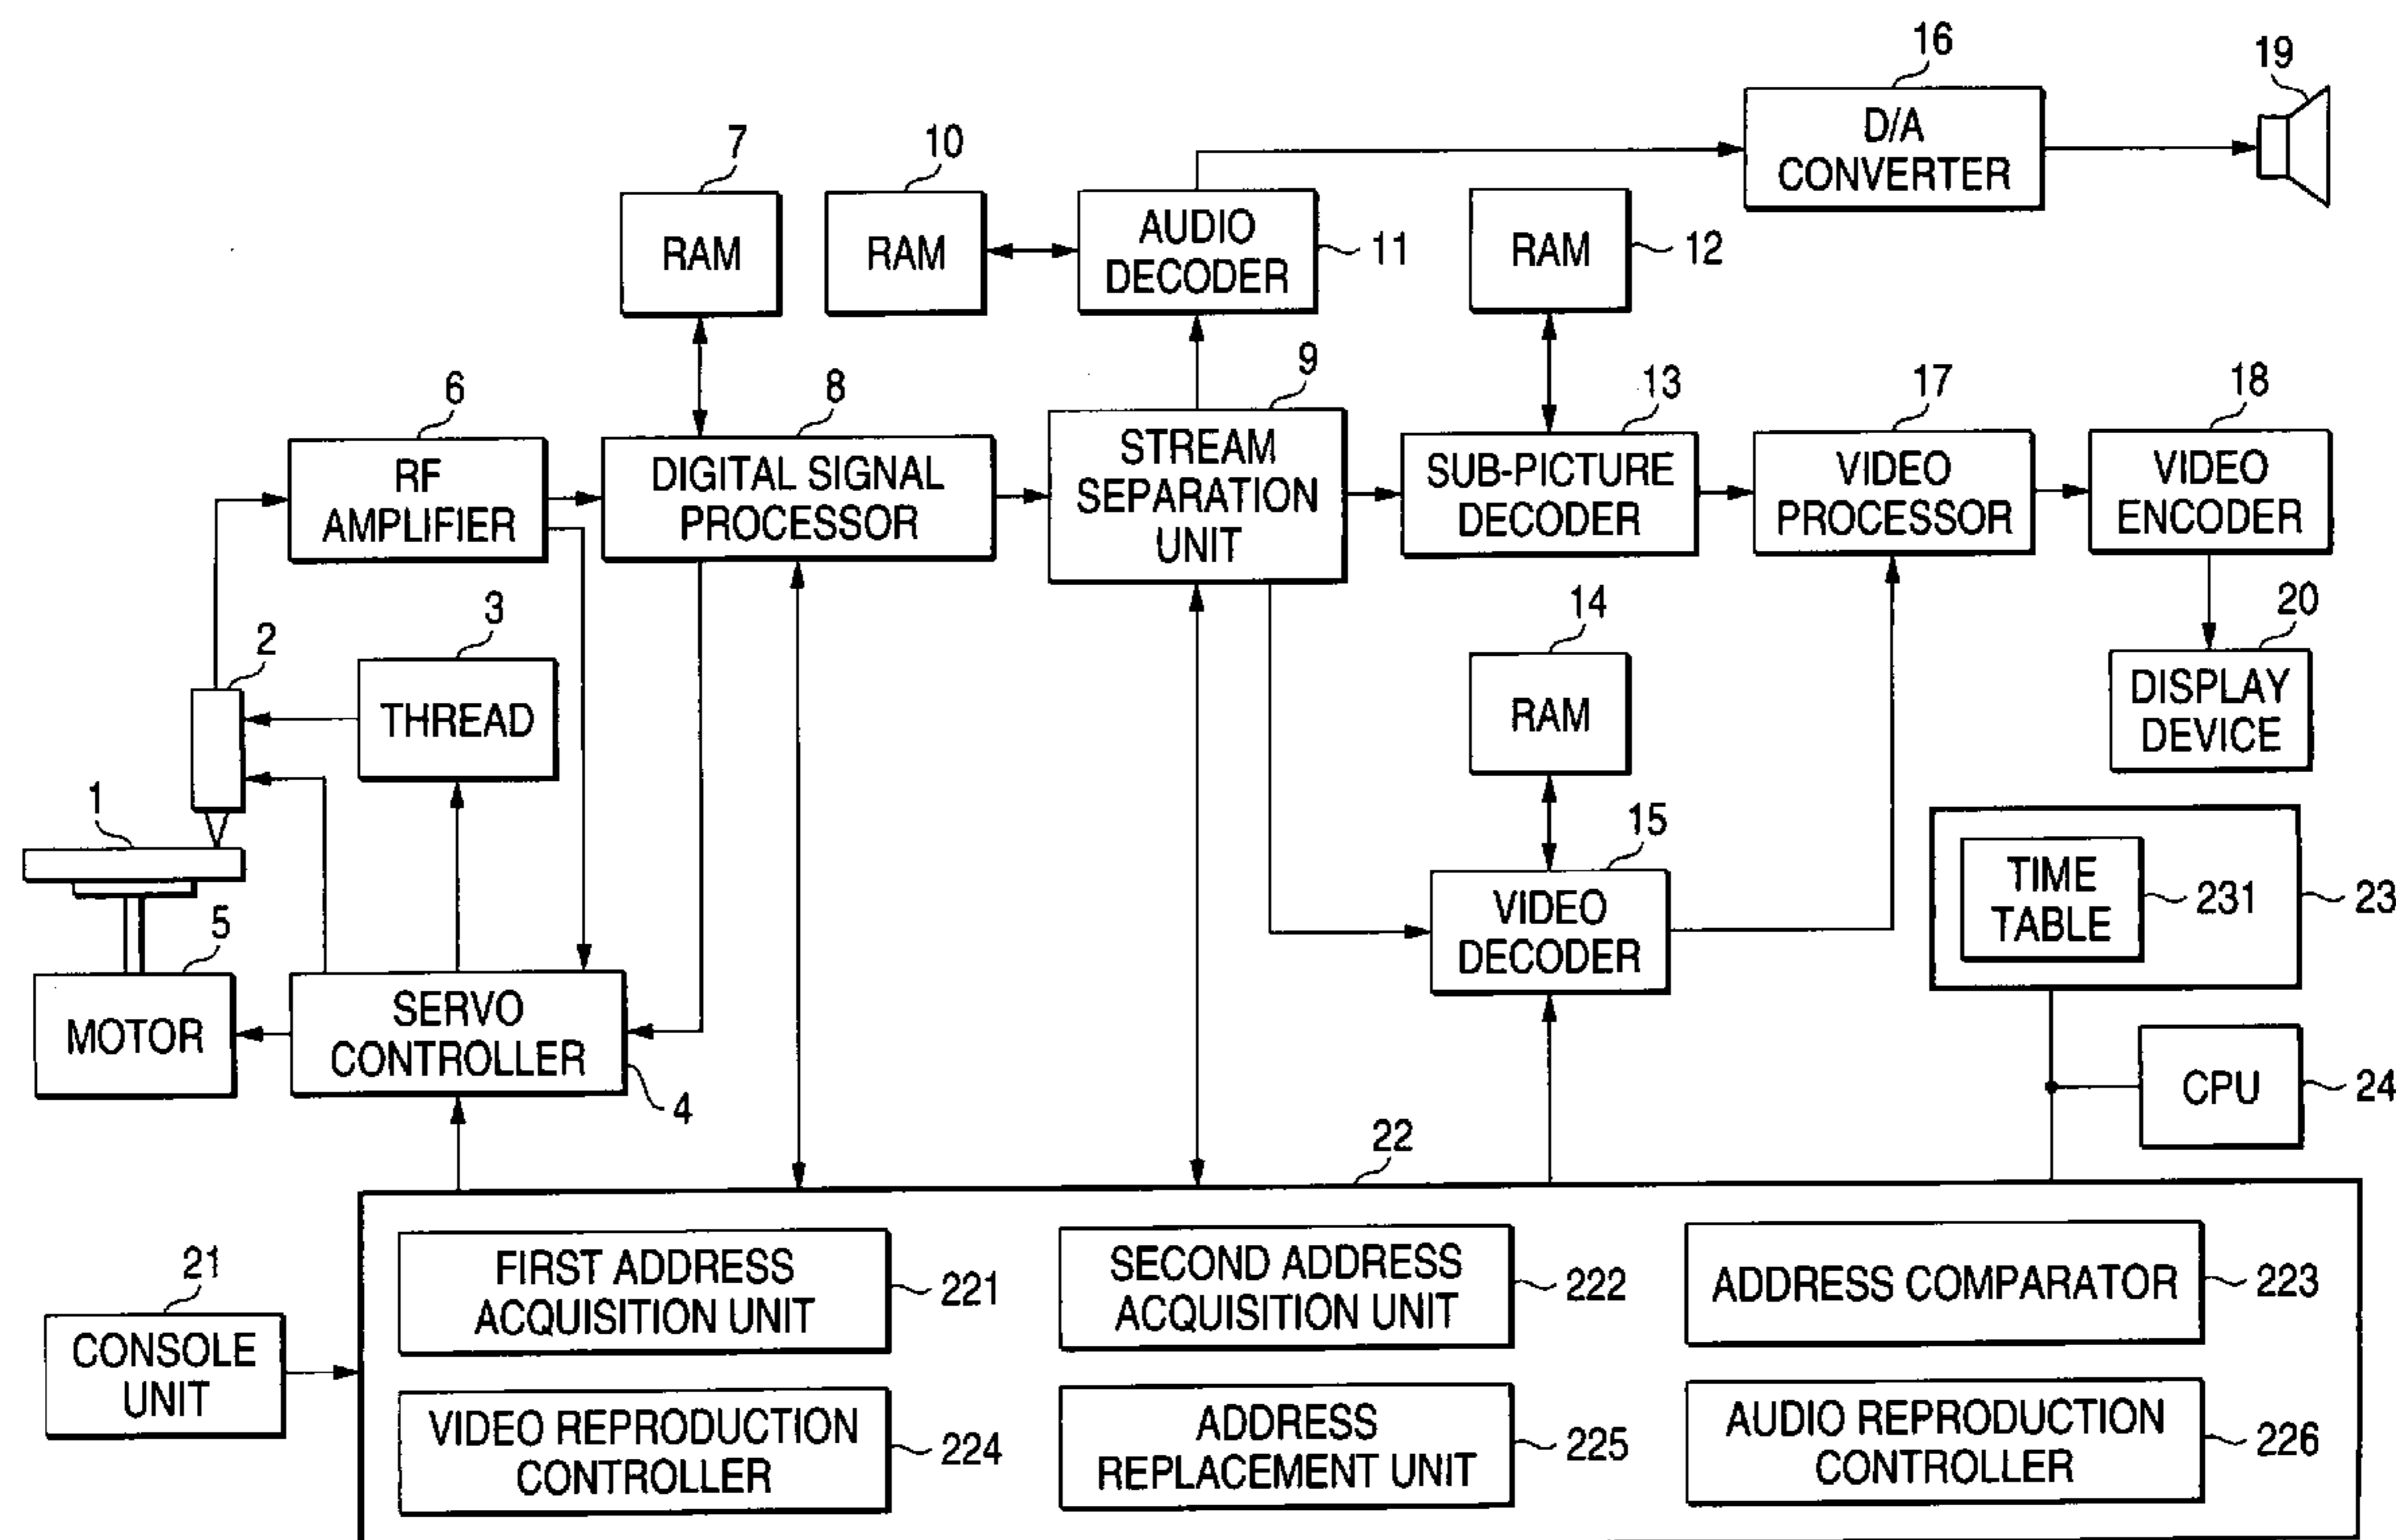 16
19
D/A
CONVERTER
7
10
RAM
RAM
AUDIO
DECODER
11
RAM
12
6
8
9
13
17
18
RF
AMPLIFIER
DIGITAL SIGNAL
PROCESSOR
STREAM
SEPARATION
UNIT
SUB-PICTURE
DECODER
VIDEO
PROCESSOR
VIDEO
ENCODER
2
3
14
20
THREAD
RAM
DISPLAY
DEVICE
1
15
5
VIDEO
DECODER
TIME
TABLE
231
23
MOTOR
SERVO
CONTROLLER
4
CPU
24
22
21
CONSOLE
UNIT
FIRST ADDRESS
ACQUISITION UNIT
221
SECOND ADDRESS
ACQUISITION UNIT
222
ADDRESS COMPARATOR
223
VIDEO REPRODUCTION
CONTROLLER
224
ADDRESS
REPLACEMENT UNIT
225
AUDIO REPRODUCTION
CONTROLLER
226